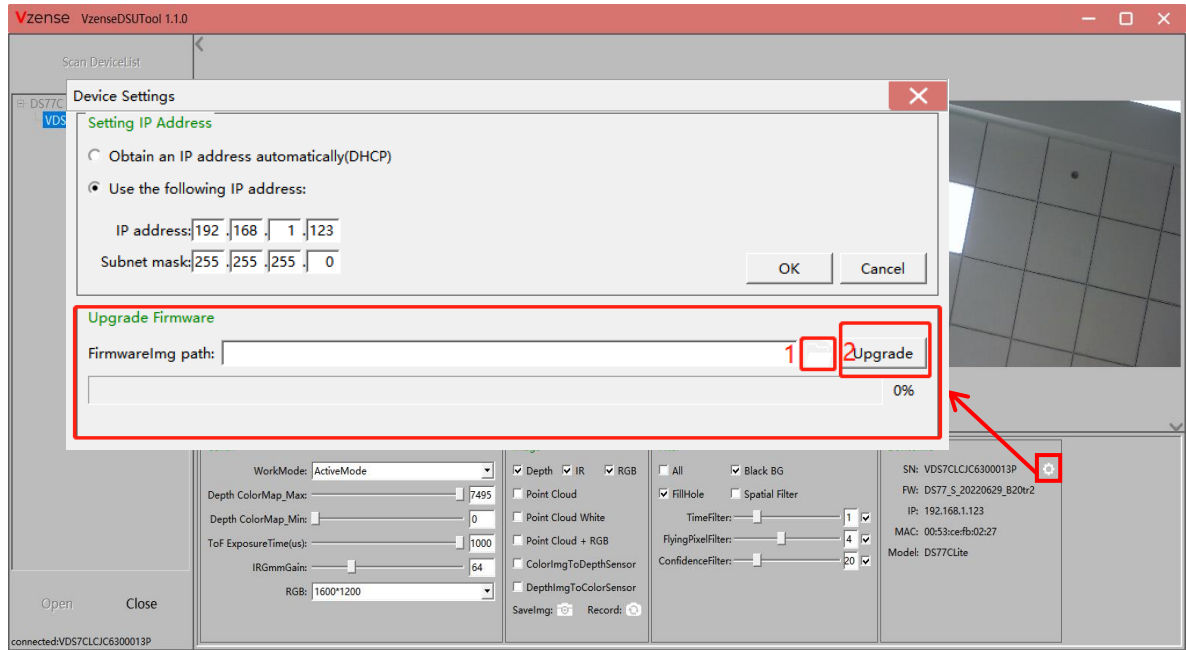 Vzense VzenseDSUTool 1.1.0
Scan DeviceList
DS77C
VDS
Device Settings
Setting IP Address
Obtain an IP address automatically(DHCP)
Use the following IP address:
IP address: 192 . 168 . 1 . 123
Subnet mask: 255 . 255 . 255 . 0
OK Cancel
Upgrade Firmware
FirmwareImg path: 1 2 Upgrade
0%
WorkMode: ActiveMode
Depth ColorMap_Max: 7495
Depth ColorMap_Min: 0
ToF ExposureTime(us): 1000
IRGmmGain: 64
RGB: 1600*1200
Depth IR RGB
Point Cloud
Point Cloud White
Point Cloud + RGB
ColorImgToDepthSensor
DepthImgToColorSensor
SaveImg: Record:
All Black BG
FillHole Spatial Filter
TimeFilter: 1
FlyingPixelFilter: 4
ConfidenceFilter: 20
SN: VDS7CLCJC6300013P
FW: DS77_S_20220629_B20tr2
IP: 192.168.1.123
MAC: 00:53:ce:fb:02:27
Model: DS77CLite
Open Close
connected:VDS7CLCJC6300013P